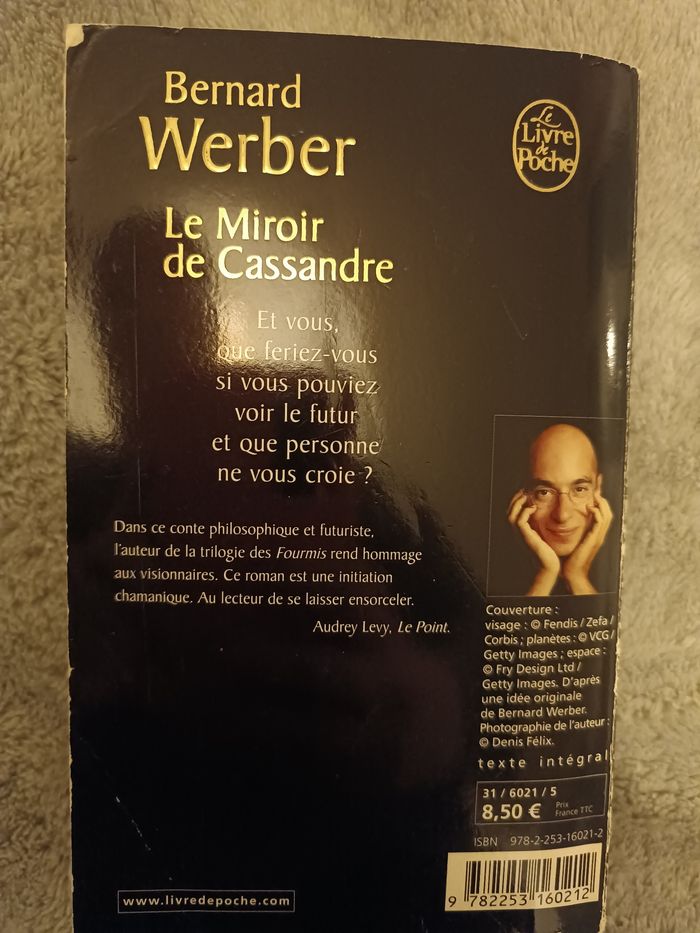 Bernard
Werber
Le
Livre
de
Poche
Le Miroir
de Cassandre
Et vous,
que feriez-vous
si vous pouviez
voir le futur
et que personne
ne vous croie ?
Dans ce conte philosophique et futuriste,
l'auteur de la trilogie des Fourmis rend hommage
aux visionnaires. Ce roman est une initiation
chamanique. Au lecteur de se laisser ensorceler.
Audrey Levy, Le Point.
Couverture :
visage : © Fendis / Zefa /
Corbis ; planètes : © VCG /
Getty Images ; espace :
© Fry Design Ltd /
Getty Images. D'après
une idée originale
de Bernard Werber.
Photographie de l'auteur :
© Denis Félix.
texte intégral
31 / 6021 / 5
8,50 €
Prix
France TTC
ISBN 978-2-253-16021-2
9 782253 160212
www.livredepoche.com